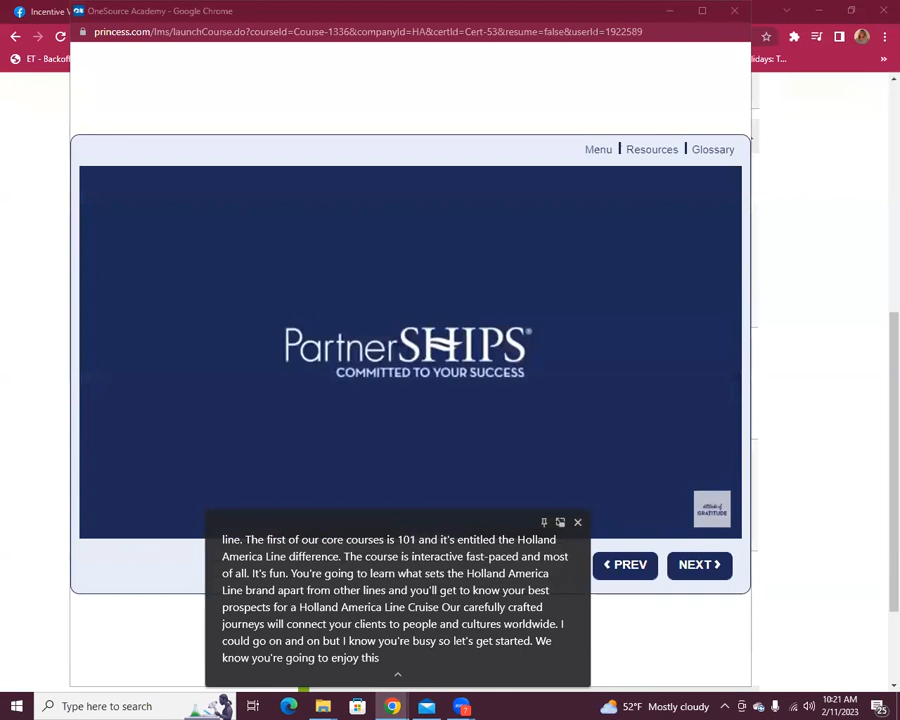 Incentive V
OneSource Academy - Google Chrome
princess.com/lms/launchCourse.do?courseId=Course-1336&companyId=HA&certId=Cert-53&resume=false&userId=1922589
ET - Backoff
lidays: T...
»
Menu | Resources | Glossary
PartnerSHIPS®
COMMITTED TO YOUR SUCCESS
Attitude of
GRATITUDE
line. The first of our core courses is 101 and it's entitled the Holland
America Line difference. The course is interactive fast-paced and most
of all. It's fun. You're going to learn what sets the Holland America
Line brand apart from other lines and you'll get to know your best
prospects for a Holland America Line Cruise Our carefully crafted
journeys will connect your clients to people and cultures worldwide. I
could go on and on but I know you're busy so let's get started. We
know you're going to enjoy this
PREV
NEXT
Type here to search
7
52°F Mostly cloudy
10:21 AM
2/11/2023
25